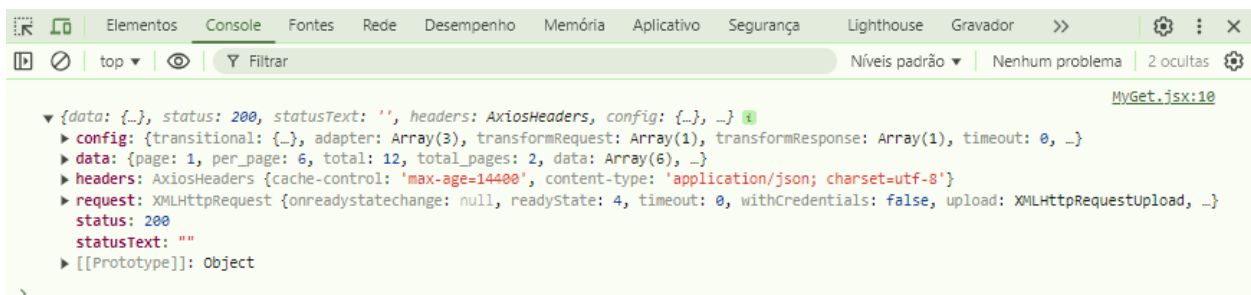 Elementos Console Fontes Rede Desempenho Memória Aplicativo Segurança Lighthouse Gravador >>
top ▼ Filtrar Níveis padrão ▼ Nenhum problema 2 ocultas
MyGet.jsx:10
▼ {data: {…}, status: 200, statusText: '', headers: AxiosHeaders, config: {…}, …} i
▶ config: {transitional: {…}, adapter: Array(3), transformRequest: Array(1), transformResponse: Array(1), timeout: 0, …}
▶ data: {page: 1, per_page: 6, total: 12, total_pages: 2, data: Array(6), …}
▶ headers: AxiosHeaders {cache-control: 'max-age=14400', content-type: 'application/json; charset=utf-8'}
▶ request: XMLHttpRequest {onreadystatechange: null, readyState: 4, timeout: 0, withCredentials: false, upload: XMLHttpRequestUpload, …}
status: 200
statusText: ""
▶ [[Prototype]]: Object